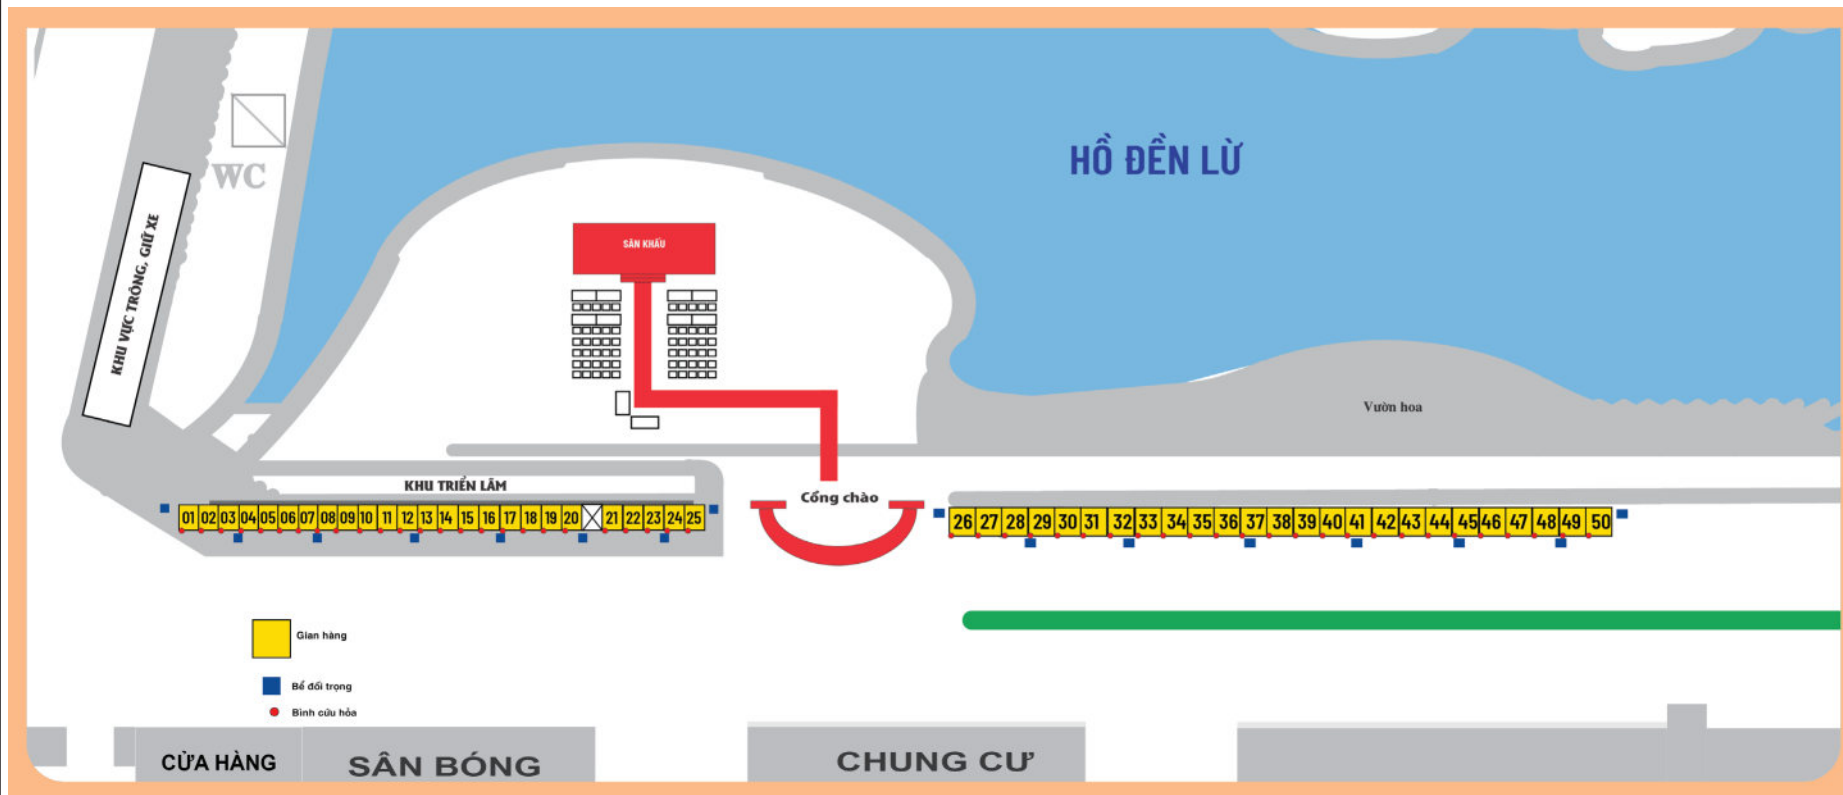 HỒ ĐỀN LỪ
WC
KHU VỰC TRÔNG, GIỮ XE
SÂN KHẤU
Vườn hoa
KHU TRIỂN LÃM
Cổng chào
01 02 03 04 05 06 07 08 09 10 11 12 13 14 15 16 17 18 19 20 21 22 23 24 25
26 27 28 29 30 31 32 33 34 35 36 37 38 39 40 41 42 43 44 45 46 47 48 49 50
Gian hàng
Bể đối trọng
Bình cứu hỏa
CỬA HÀNG
SÂN BÓNG
CHUNG CƯ